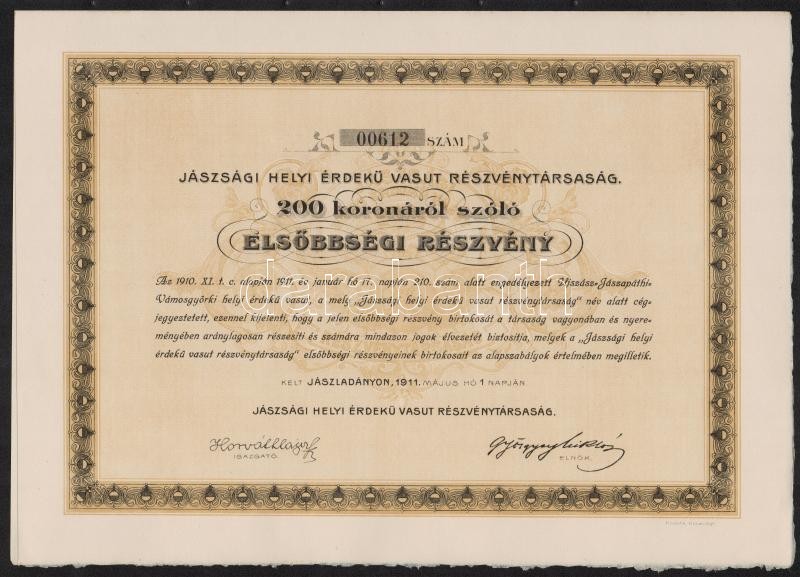 00612 SZÁM
JÁSZSÁGI HELYI ÉRDEKŰ VASUT RÉSZVÉNYTÁRSASÁG.
200 koronáról szóló
ELSŐBBSÉGI RÉSZVÉNY
Az 1910. XI. t. c. alapján 1911. év január hó 17. napján 210. szám, alatt engedélyezett Ujszász-Jászapáthi-
Vámosgyörki helyi érdekű vasut, a mely „Jászsági helyi érdekű vasut részvénytársaság" név alatt cég-
jegyeztetett, ezennel kijelenti, hogy a jelen elsőbbségi részvény birtokosát a társaság vagyonában és nyere-
ményében aránylagosan részesíti és számára mindazon jogok élvezetét biztosítja, melyek a „Jászsági helyi
érdekű vasut részvénytársaság" elsőbbségi részvényeinek birtokosait az alapszabályok értelmében megilletik.
KELT JÁSZLADÁNYON, 1911. MÁJUS HÓ 1 NAPJÁN.
JÁSZSÁGI HELYI ÉRDEKŰ VASUT RÉSZVÉNYTÁRSASÁG.
IGAZGATÓ.
ELNÖK.
darabanth